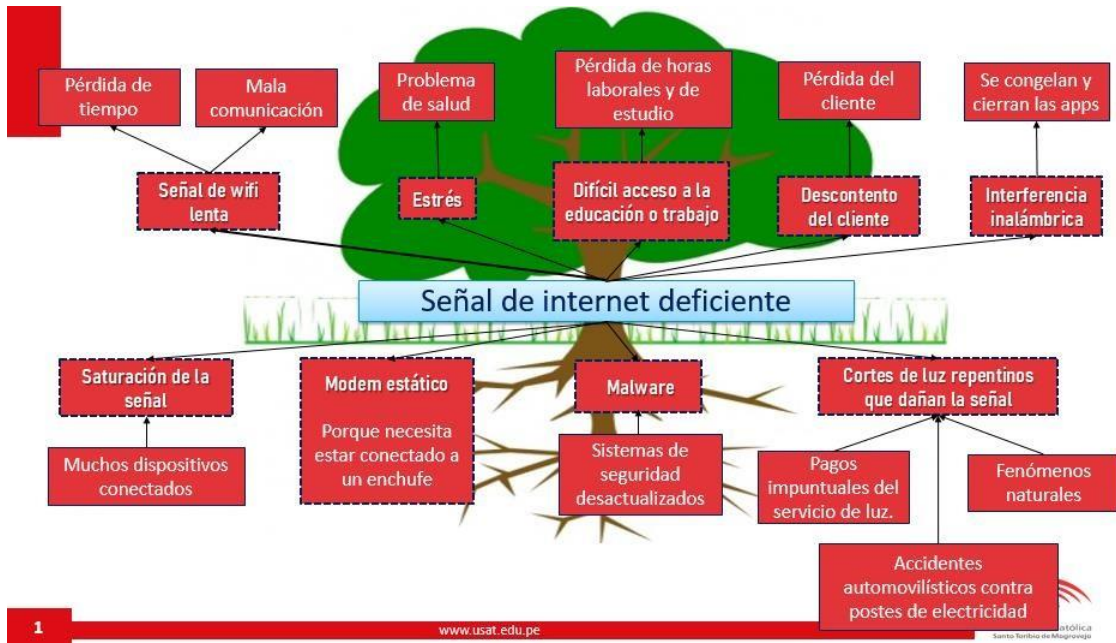 Pérdida de
tiempo
Mala
comunicación
Problema
de salud
Pérdida de horas
laborales y de
estudio
Pérdida del
cliente
Se congelan y
cierran las apps
Señal de wifi
lenta
Estrés
Difícil acceso a la
educación o trabajo
Descontento
del cliente
Interferencia
inalámbrica
Señal de internet deficiente
Saturación de la
señal
Modem estático
Porque necesita
estar conectado a
un enchufe
Malware
Cortes de luz repentinos
que dañan la señal
Muchos dispositivos
conectados
Sistemas de
seguridad
desactualizados
Pagos
impuntuales del
servicio de luz.
Fenómenos
naturales
Accidentes
automovilísticos contra
postes de electricidad
1
www.usat.edu.pe
Santo Toribio de Mogrovejo